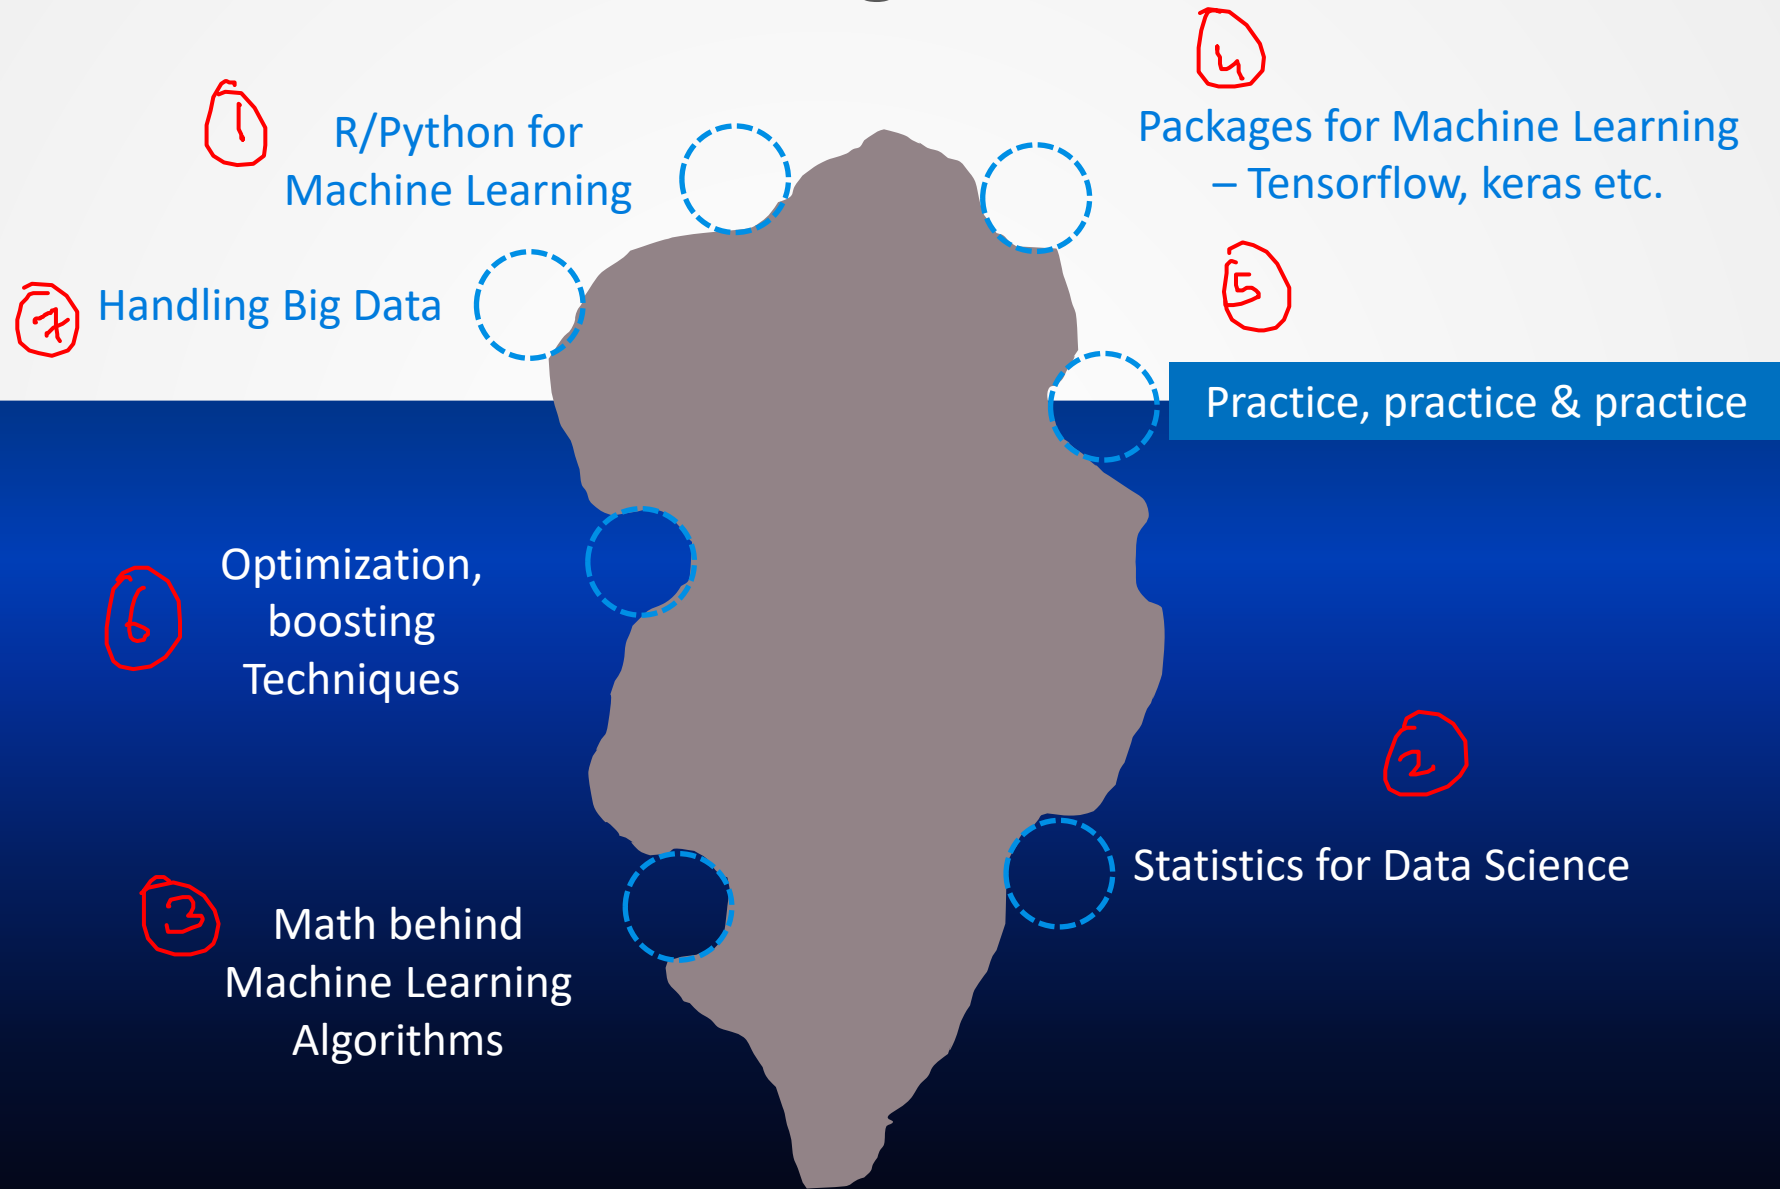 4
1
R/Python for
Machine Learning
Packages for Machine Learning
– Tensorflow, keras etc.
7
Handling Big Data
5
Practice, practice & practice
6
Optimization,
boosting
Techniques
2
Statistics for Data Science
3
Math behind
Machine Learning
Algorithms